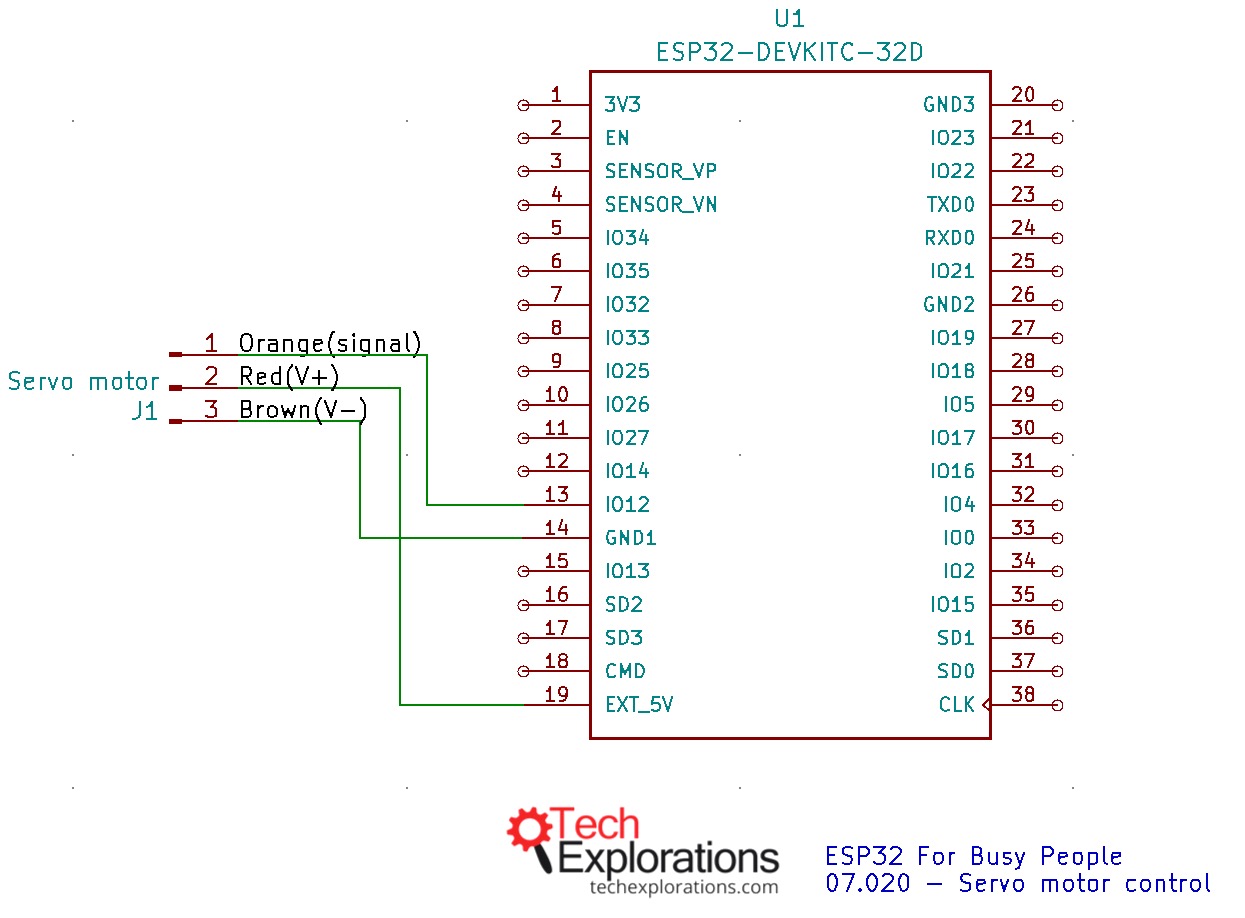 U1
ESP32-DEVKITC-32D
1 3V3 GND3 20
2 EN IO23 21
3 SENSOR_VP IO22 22
4 SENSOR_VN TXD0 23
5 IO34 RXD0 24
6 IO35 IO21 25
7 IO32 GND2 26
8 IO33 IO19 27
9 IO25 IO18 28
10 IO26 IO5 29
11 IO27 IO17 30
12 IO14 IO16 31
13 IO12 IO4 32
14 GND1 IO0 33
15 IO13 IO2 34
16 SD2 IO15 35
17 SD3 SD1 36
18 CMD SD0 37
19 EXT_5V CLK 38
1 Orange(signal)
2 Red(V+)
Servo motor
J1
3 Brown(V-)
Tech
Explorations
techexplorations.com
ESP32 For Busy People
07.020 - Servo motor control